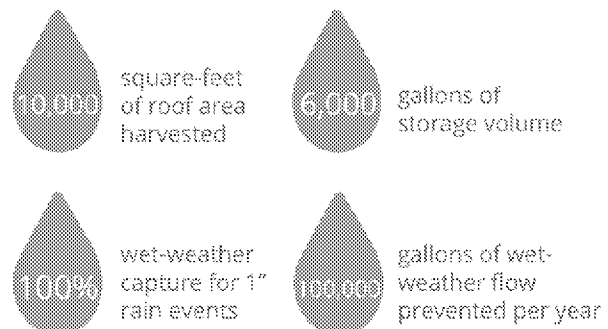 10,000
square-feet
of roof area
harvested
6,000
gallons of
storage volume
100%
wet-weather
capture for 1"
rain events
100,000
gallons of wet-
weather flow
prevented per year